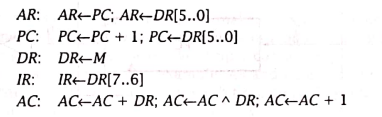 AR: AR←PC; AR←DR[5..0]
PC: PC←PC + 1; PC←DR[5..0]
DR: DR←M
IR: IR←DR[7..6]
AC: AC←AC + DR; AC←AC ^ DR; AC←AC + 1